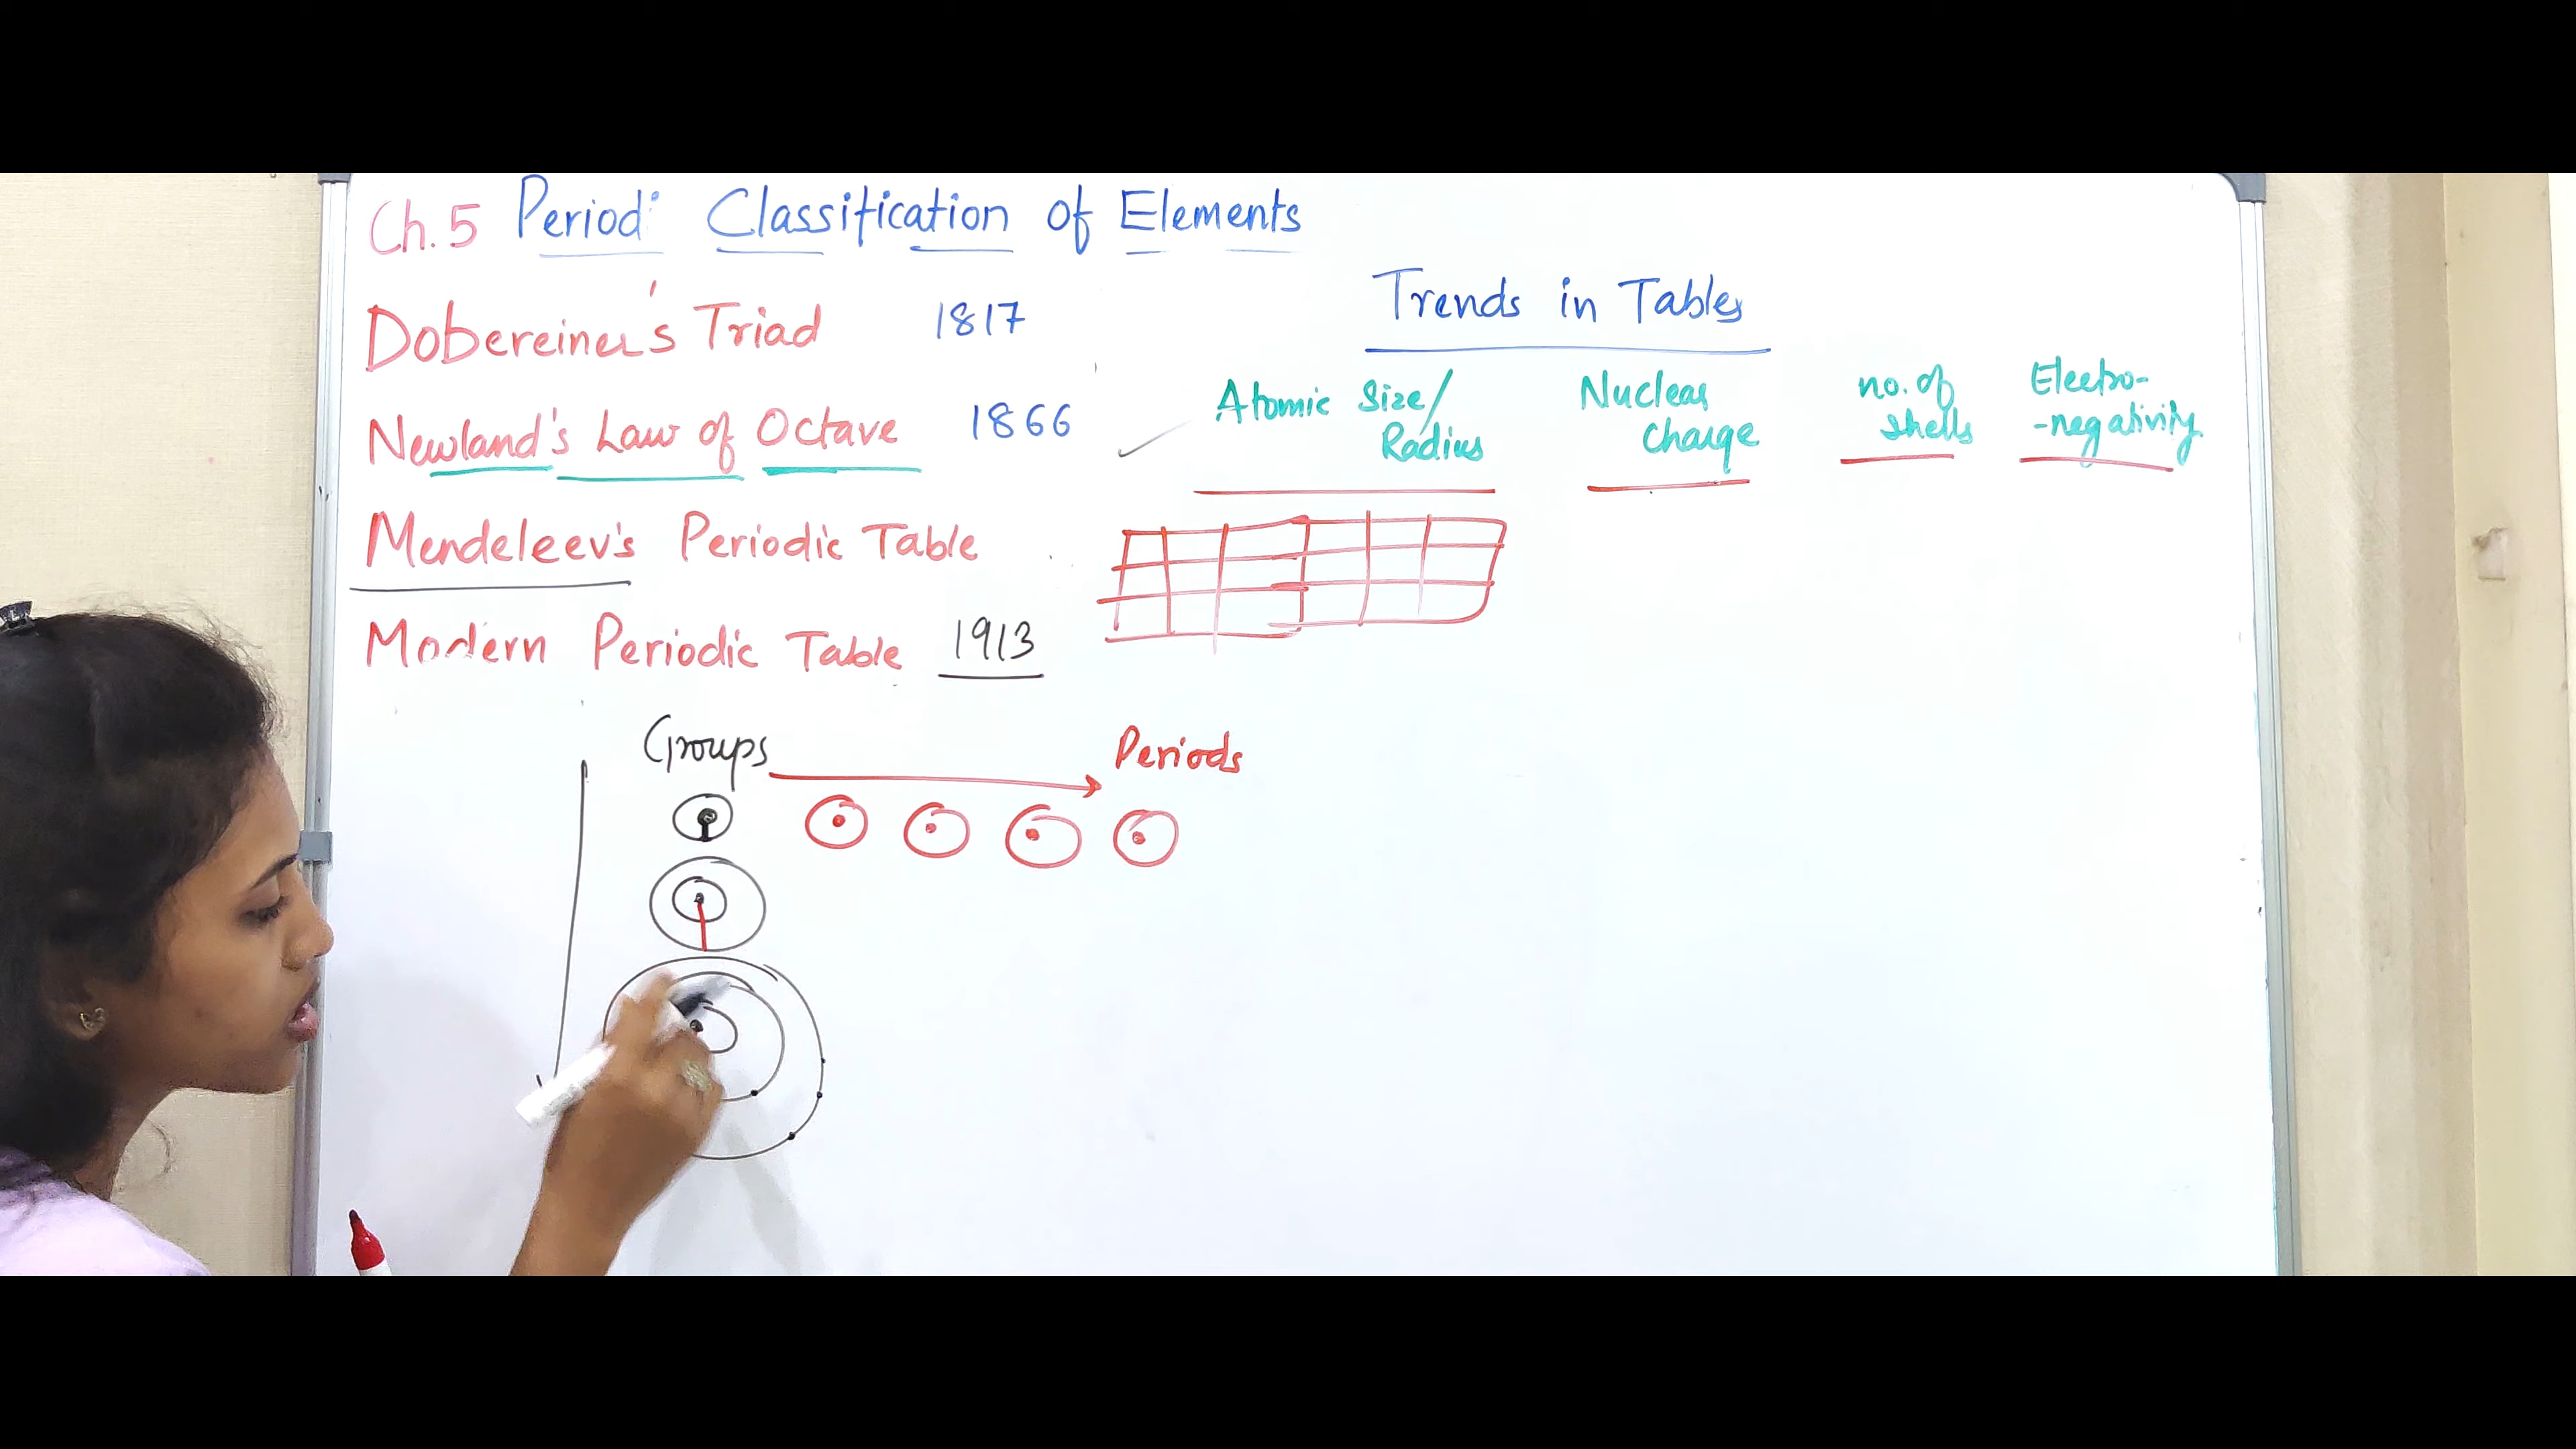 Ch.5 Periodi Classification of Elements
Dobereiner's Triad 1817
Newland's Law of Octave 1866
Mendeleev's Periodic Table
Modern Periodic Table 1913
Groups
Periods
Trends in Tables
Atomic Size/
Radius
Nuclear
Charge
no. of
shells
Electro-
-negativity